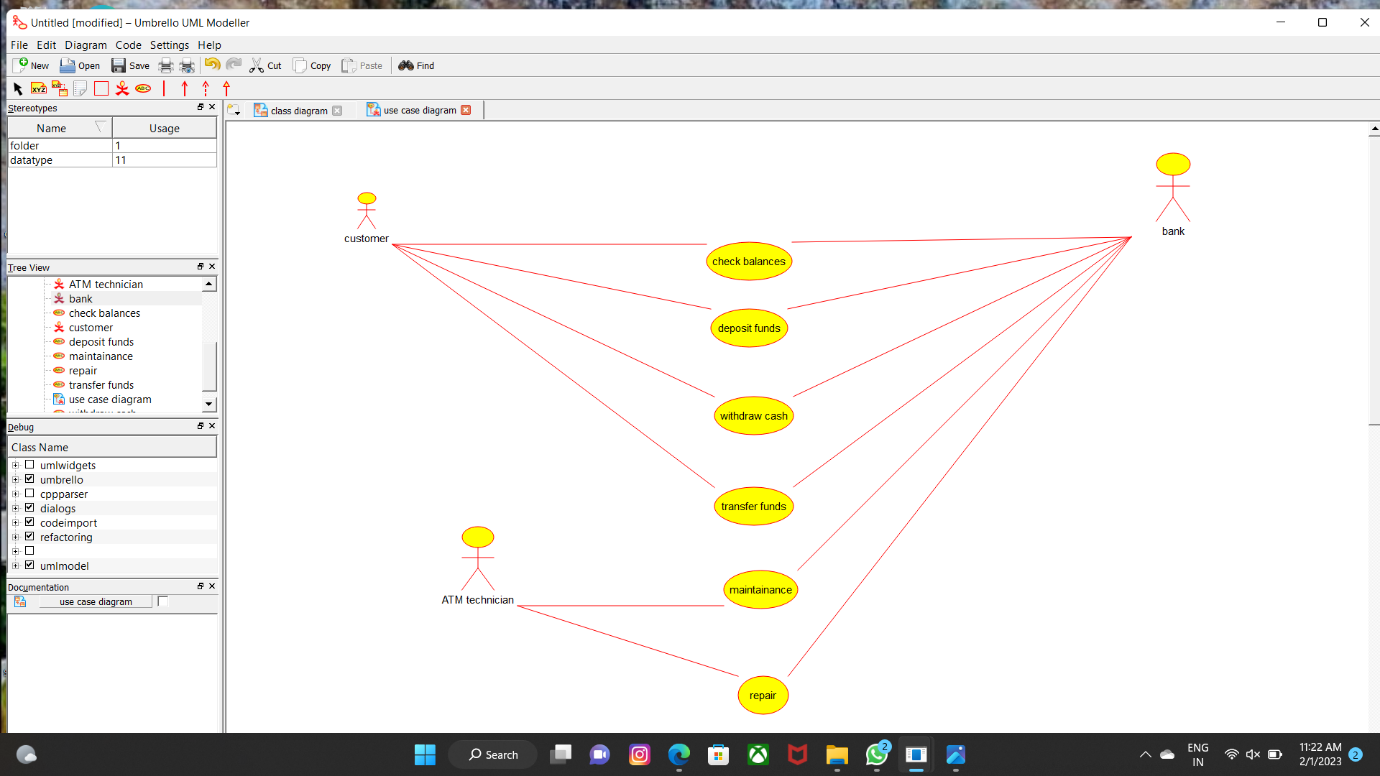 Untitled [modified] – Umbrello UML Modeller
File Edit Diagram Code Settings Help
New Open Save Cut Copy Paste Find
Stereotypes
class diagram use case diagram
Name Usage
folder 1
datatype 11
Tree View
ATM technician
bank
check balances
customer
deposit funds
maintainance
repair
transfer funds
use case diagram
Debug
Class Name
umlwidgets
umbrello
cppparser
dialogs
codeimport
refactoring
umlmodel
Documentation
use case diagram
customer
bank
check balances
deposit funds
withdraw cash
transfer funds
ATM technician
maintainance
repair
Search
2
ENG
IN
11:22 AM
2/1/2023
2